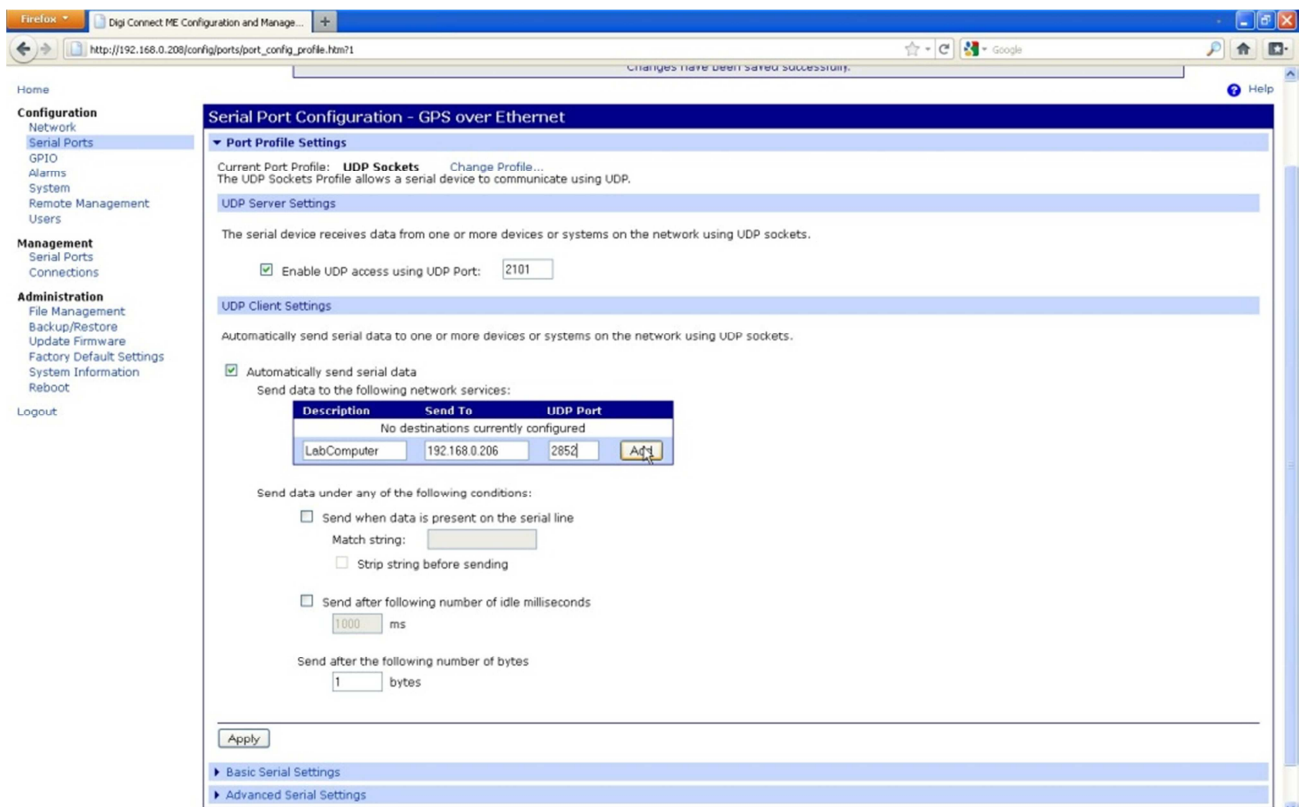 Firefox
Digi Connect ME Configuration and Manage...
http://192.168.0.208/config/ports/port_config_profile.htm?1
Google
Changes have been saved successfully.
Home
Help
Configuration
Network
Serial Ports
GPIO
Alarms
System
Remote Management
Users
Management
Serial Ports
Connections
Administration
File Management
Backup/Restore
Update Firmware
Factory Default Settings
System Information
Reboot
Logout
Serial Port Configuration - GPS over Ethernet
Port Profile Settings
Current Port Profile: UDP Sockets Change Profile...
The UDP Sockets Profile allows a serial device to communicate using UDP.
UDP Server Settings
The serial device receives data from one or more devices or systems on the network using UDP sockets.
Enable UDP access using UDP Port: 2101
UDP Client Settings
Automatically send serial data to one or more devices or systems on the network using UDP sockets.
Automatically send serial data
Send data to the following network services:
Description Send To UDP Port
No destinations currently configured
LabComputer 192.168.0.206 2852 Add
Send data under any of the following conditions:
Send when data is present on the serial line
Match string:
Strip string before sending
Send after following number of idle milliseconds
1000 ms
Send after the following number of bytes
1 bytes
Apply
Basic Serial Settings
Advanced Serial Settings